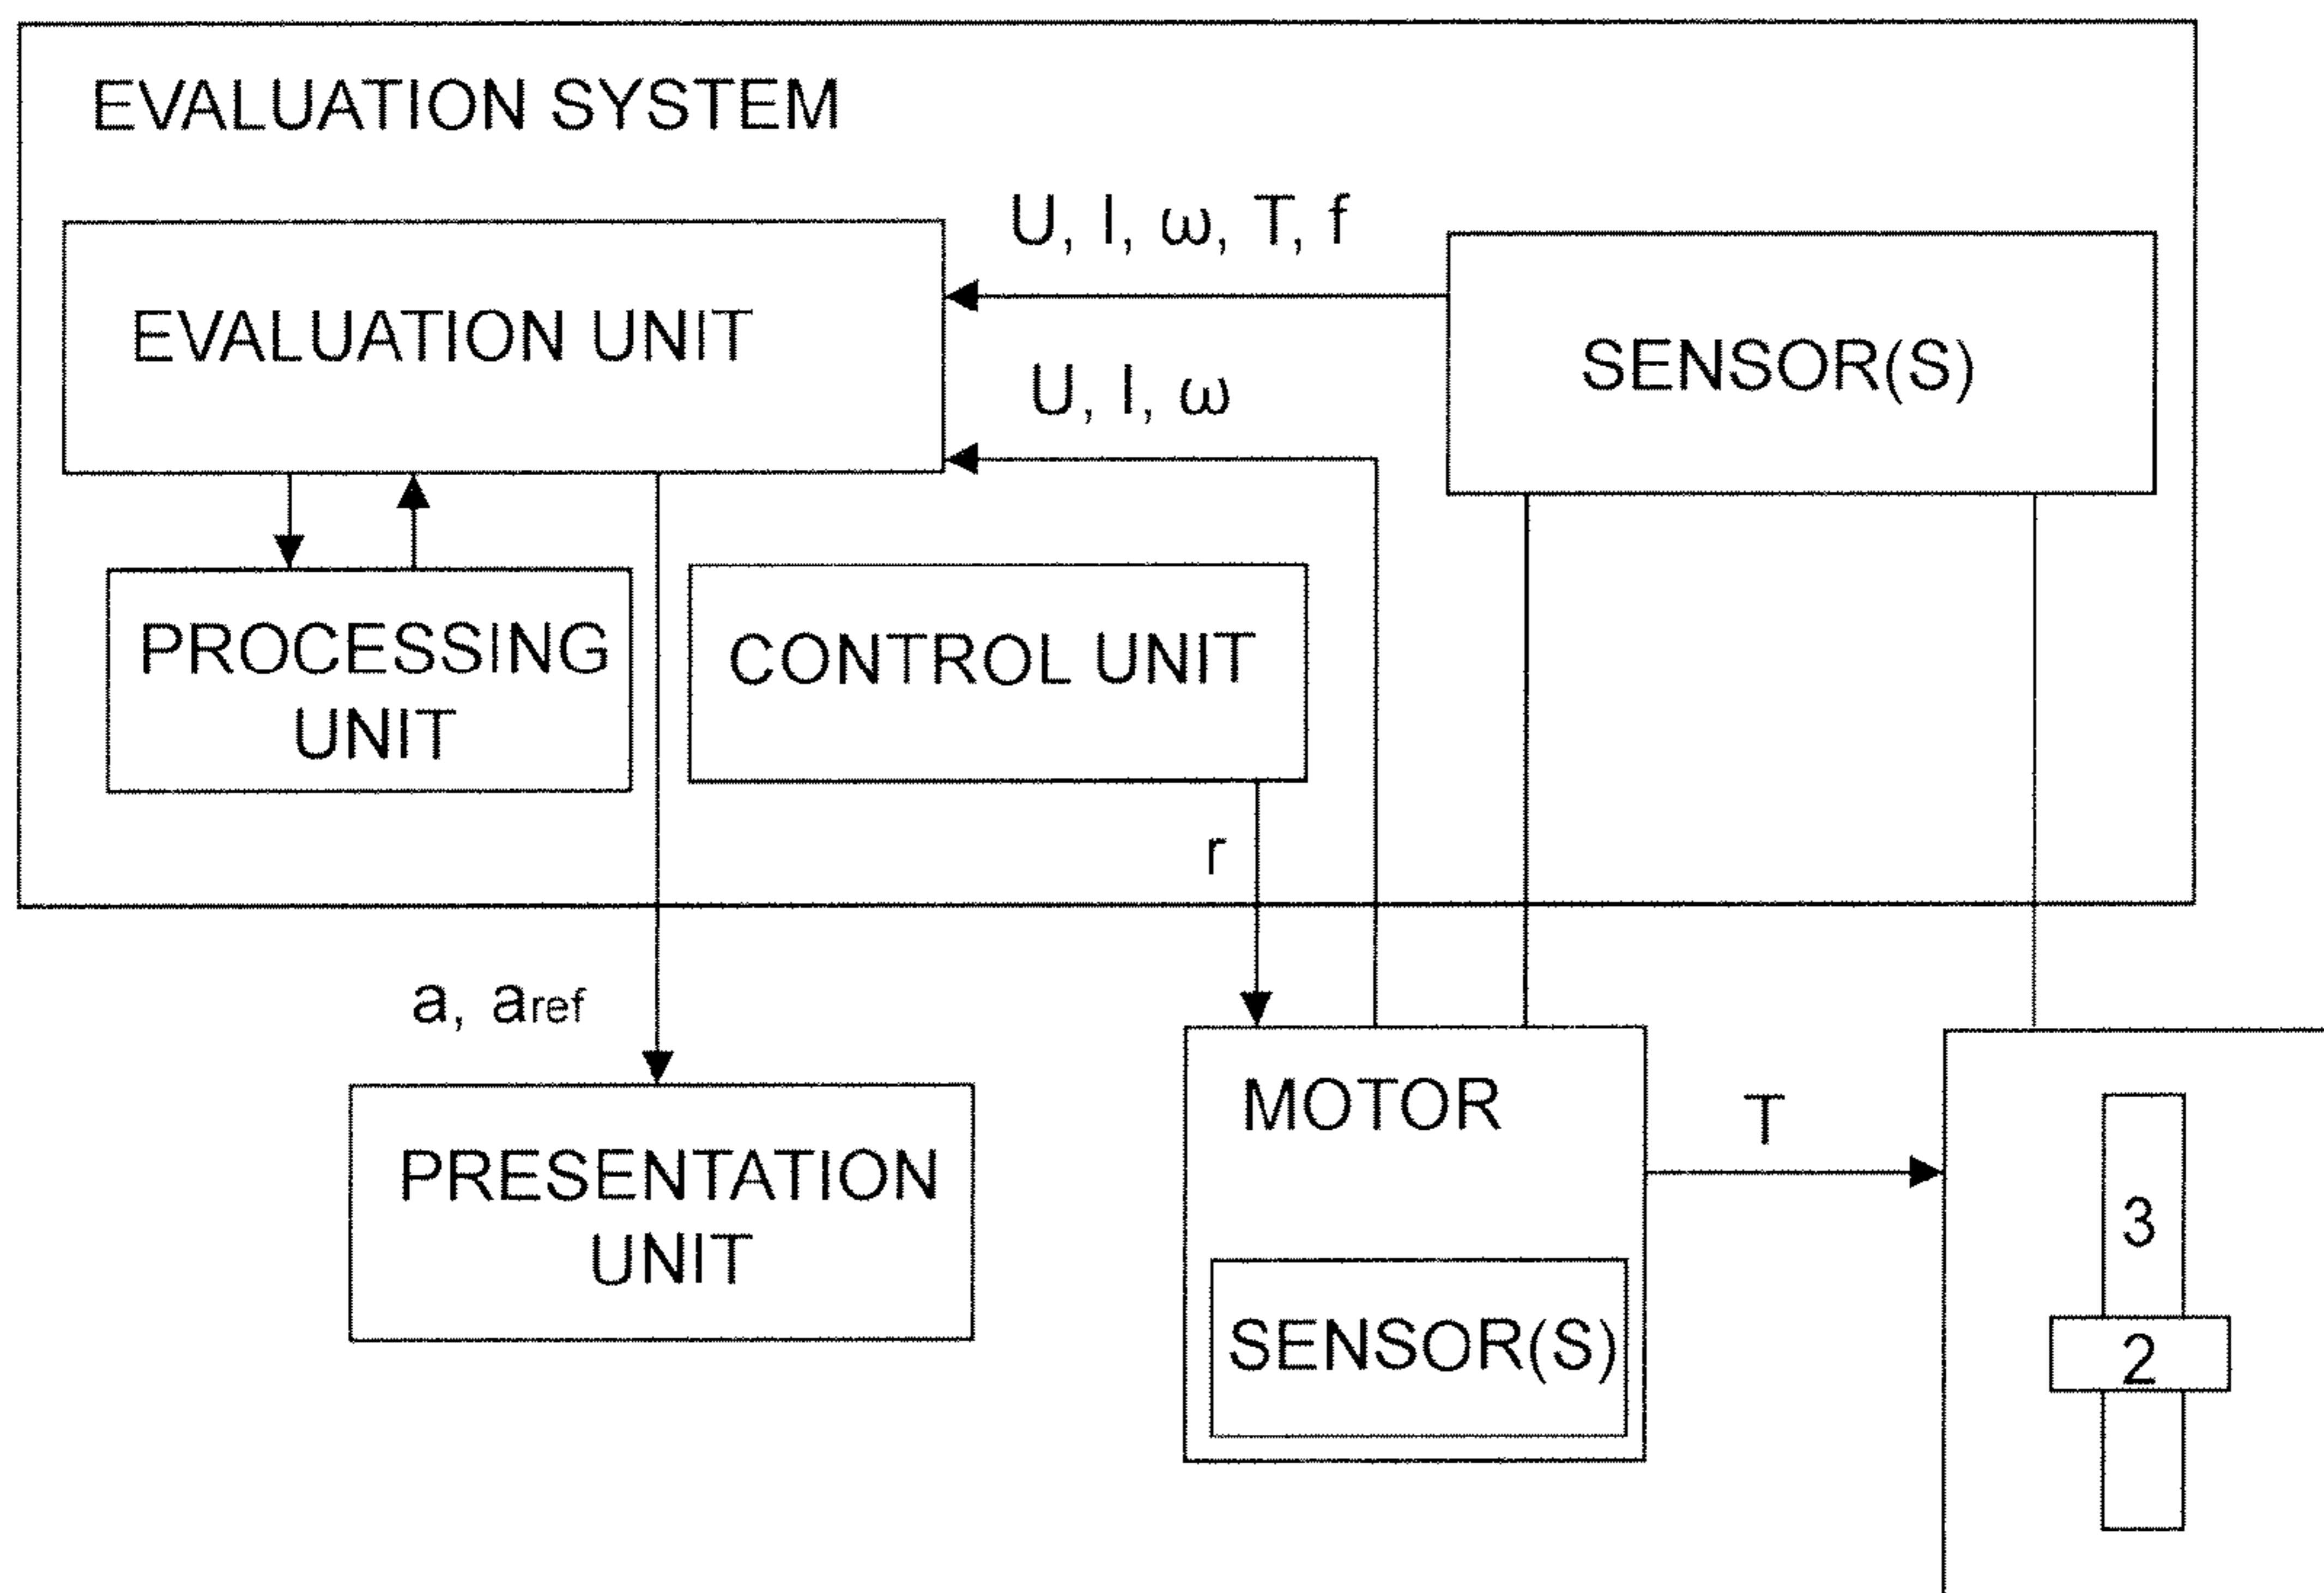 EVALUATION SYSTEM
U, I, ω, T, f
EVALUATION UNIT
SENSOR(S)
U, I, ω
PROCESSING
UNIT
CONTROL UNIT
r
a, aref
MOTOR
T
PRESENTATION
UNIT
3
SENSOR(S)
2